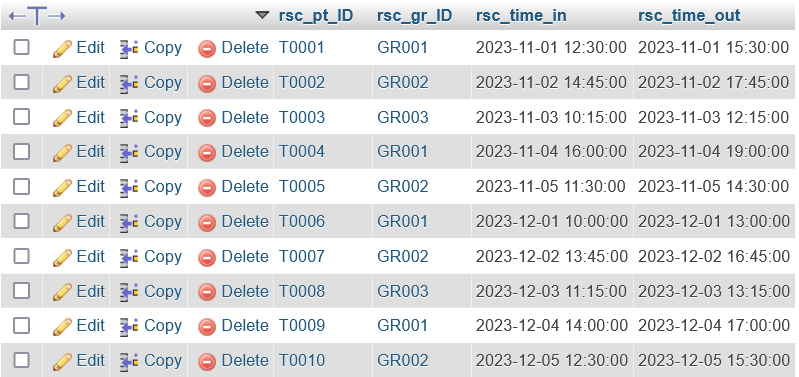 rsc_pt_ID rsc_gr_ID rsc_time_in rsc_time_out
Edit Copy Delete T0001 GR001 2023-11-01 12:30:00 2023-11-01 15:30:00
Edit Copy Delete T0002 GR002 2023-11-02 14:45:00 2023-11-02 17:45:00
Edit Copy Delete T0003 GR003 2023-11-03 10:15:00 2023-11-03 12:15:00
Edit Copy Delete T0004 GR001 2023-11-04 16:00:00 2023-11-04 19:00:00
Edit Copy Delete T0005 GR002 2023-11-05 11:30:00 2023-11-05 14:30:00
Edit Copy Delete T0006 GR001 2023-12-01 10:00:00 2023-12-01 13:00:00
Edit Copy Delete T0007 GR002 2023-12-02 13:45:00 2023-12-02 16:45:00
Edit Copy Delete T0008 GR003 2023-12-03 11:15:00 2023-12-03 13:15:00
Edit Copy Delete T0009 GR001 2023-12-04 14:00:00 2023-12-04 17:00:00
Edit Copy Delete T0010 GR002 2023-12-05 12:30:00 2023-12-05 15:30:00